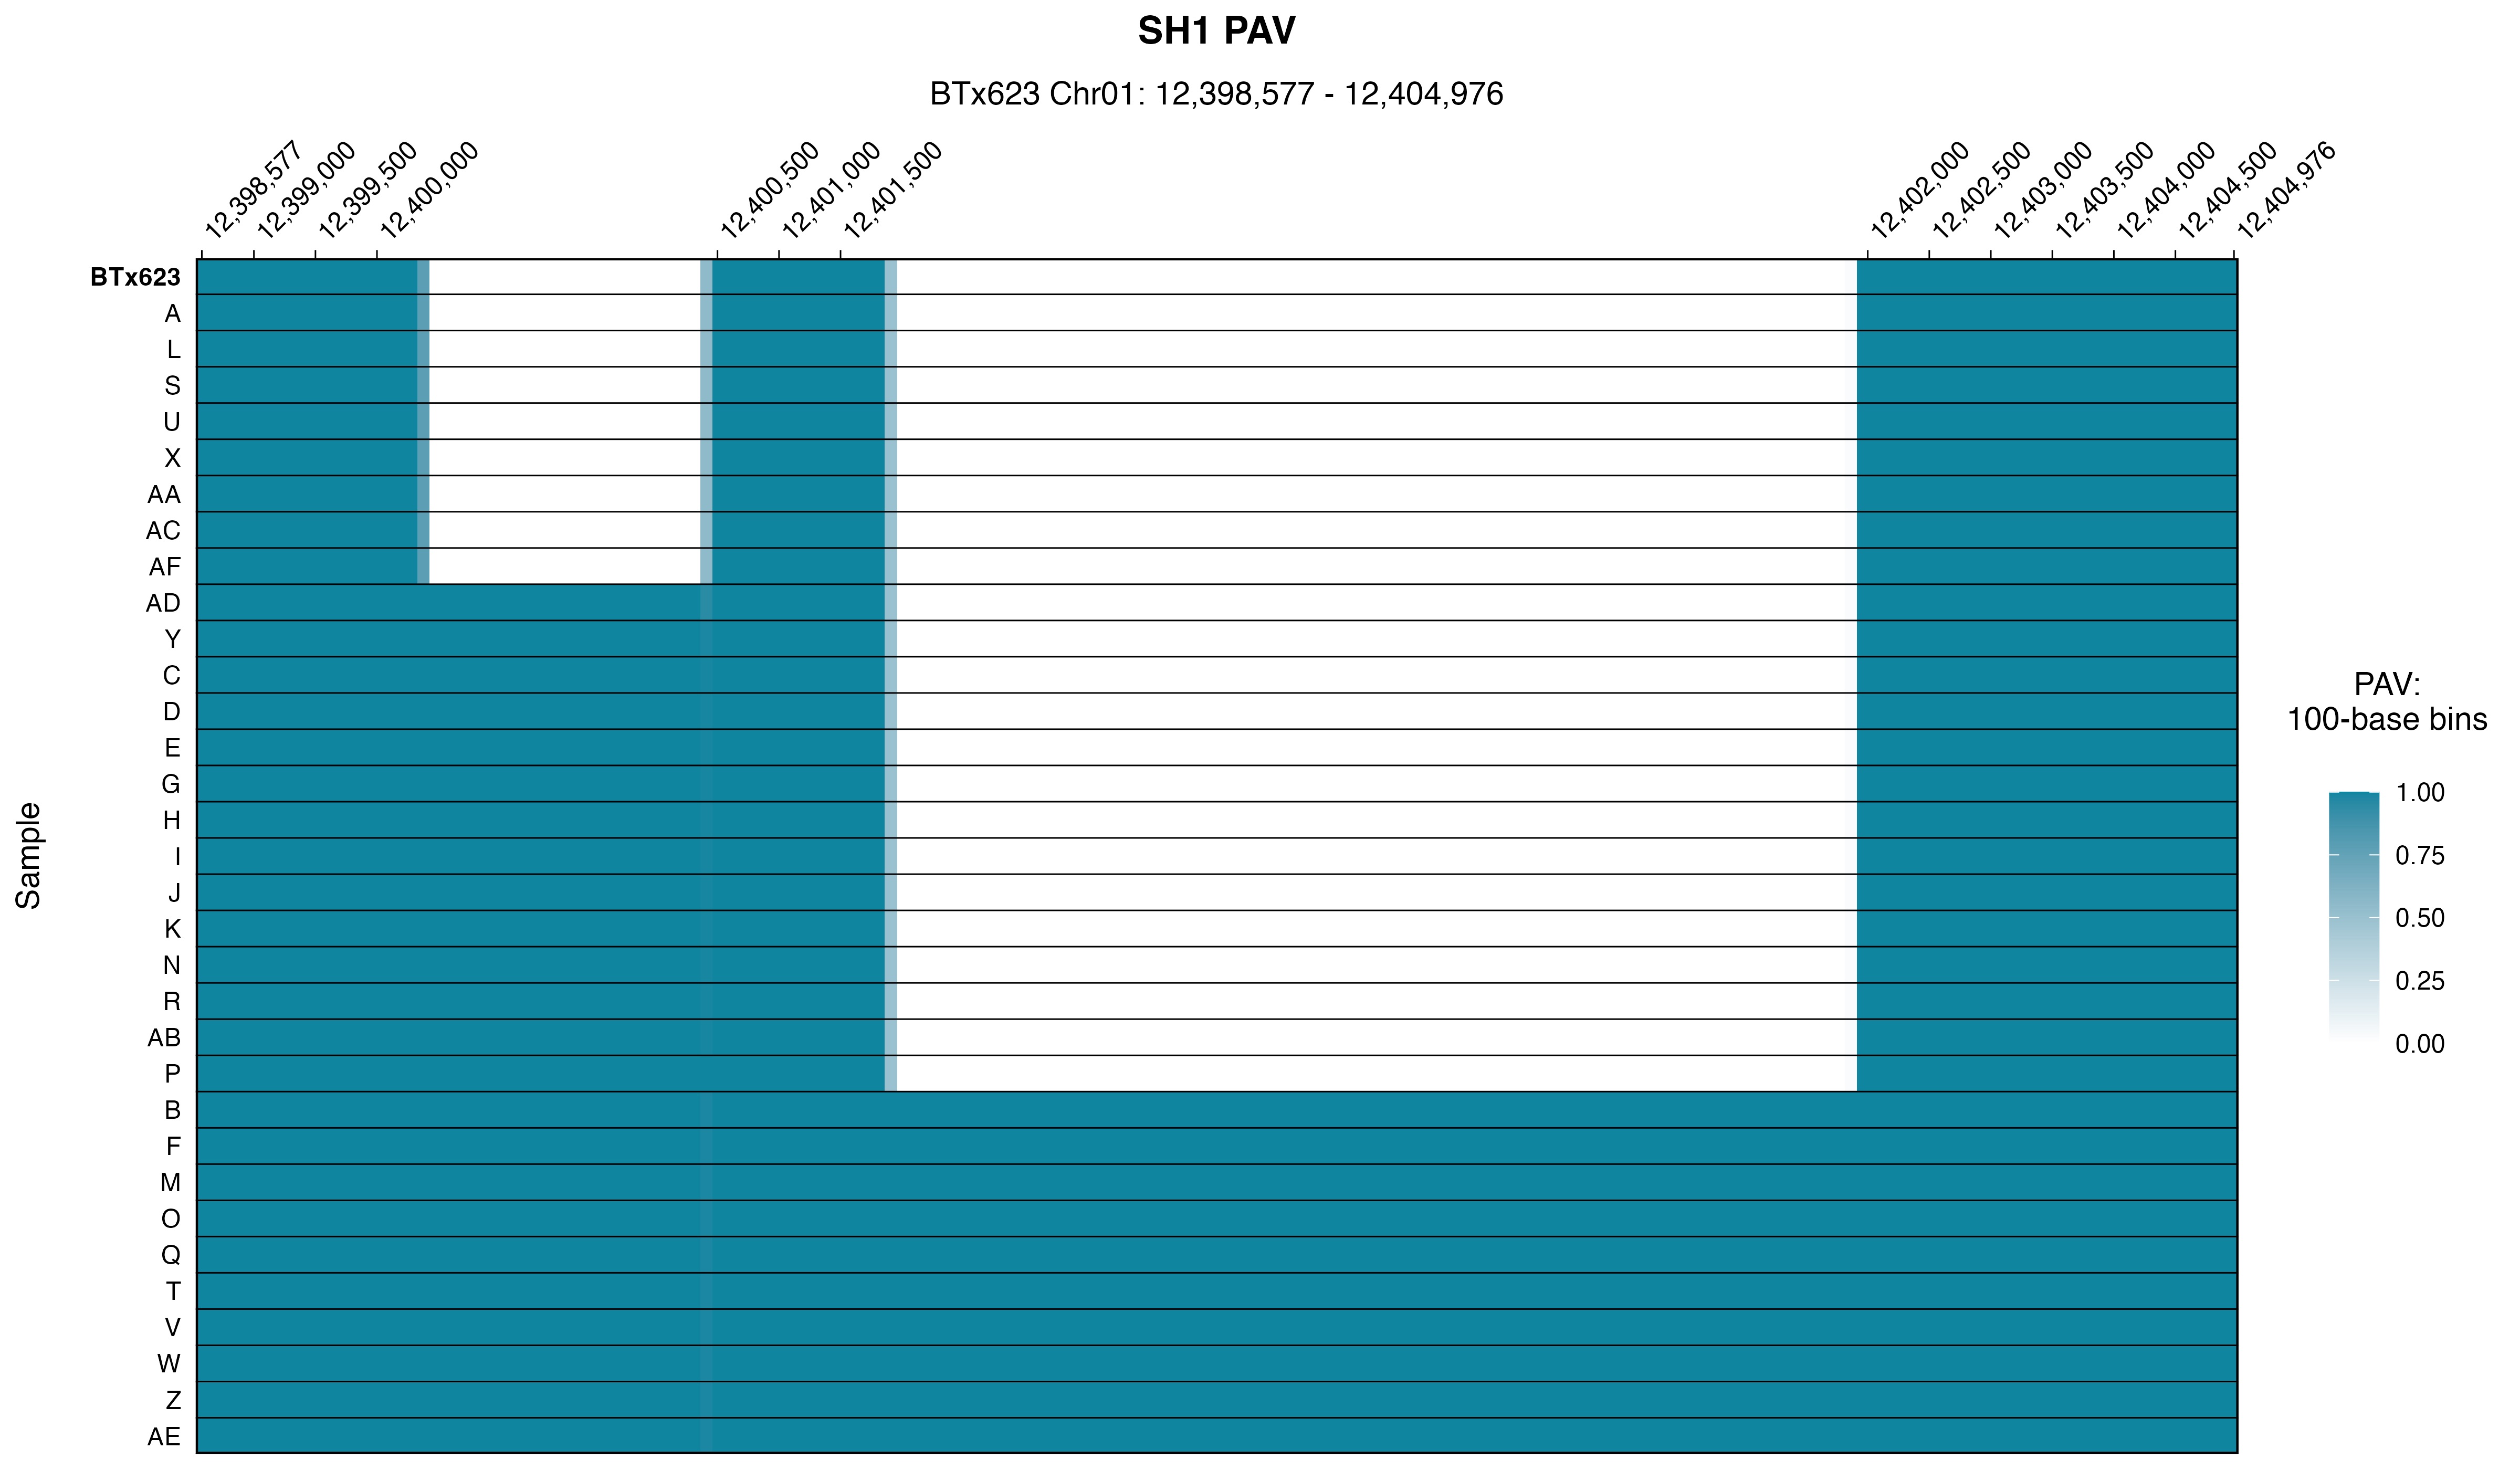 SH1 PAV
BTx623 Chr01: 12,398,577 - 12,404,976
12,398,577
12,399,000
12,399,500
12,400,000
12,400,500
12,401,000
12,401,500
12,402,000
12,402,500
12,403,000
12,403,500
12,404,000
12,404,500
12,404,976
BTx623
A
L
S
U
X
AA
AC
AF
AD
Y
C
D
E
G
H
I
J
K
N
R
AB
P
B
F
M
O
Q
T
V
W
Z
AE
Sample
PAV:
100-base bins
1.00
0.75
0.50
0.25
0.00